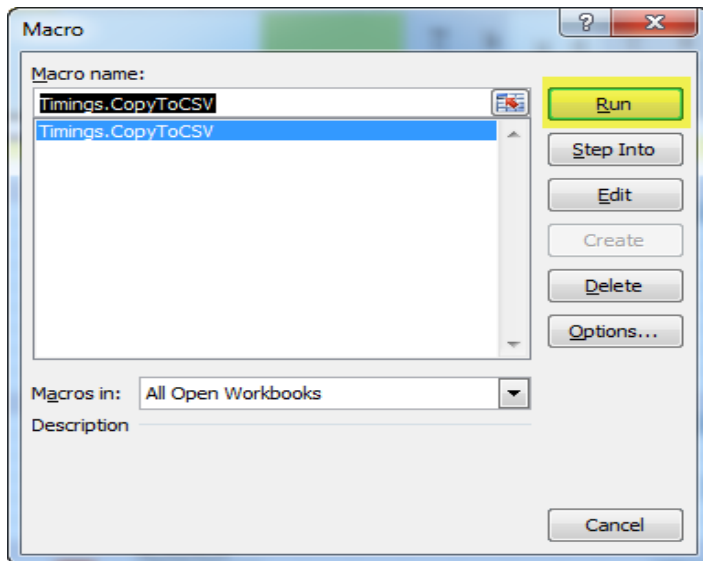 Macro
Macro name:
Timings.CopyToCSV
Timings.CopyToCSV
Run
Step Into
Edit
Create
Delete
Options...
Macros in: All Open Workbooks
Description
Cancel